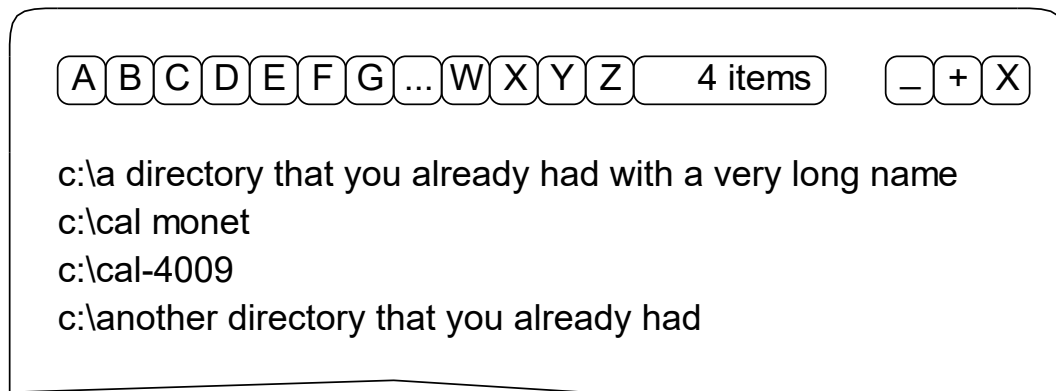 A B C D E F G ... W X Y Z 4 items _ + X
c:\a directory that you already had with a very long name
c:\cal monet
c:\cal-4009
c:\another directory that you already had